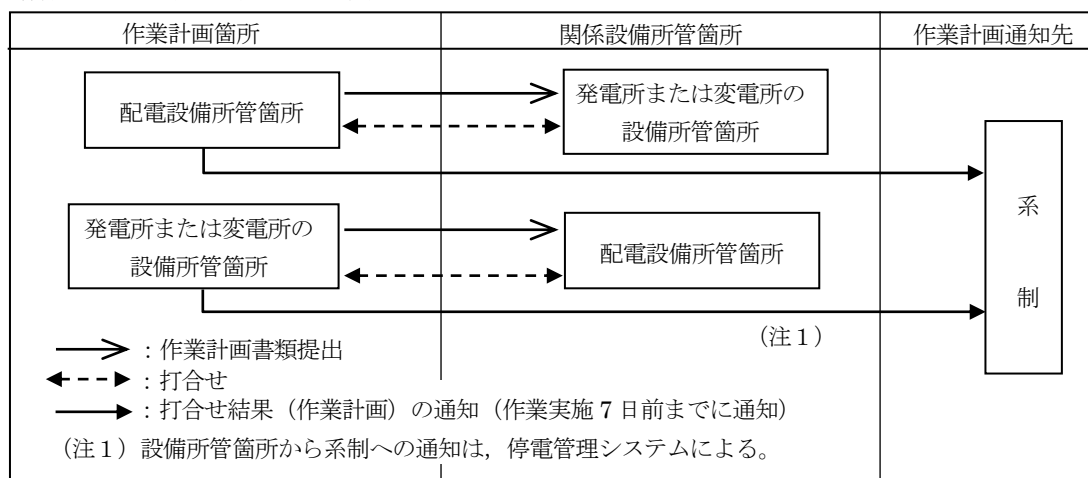 作業計画箇所
関係設備所管箇所
作業計画通知先
配電設備所管箇所
発電所または変電所の
設備所管箇所
発電所または変電所の
設備所管箇所
配電設備所管箇所
系
制
(注1)
:作業計画書類提出
:打合せ
:打合せ結果(作業計画)の通知(作業実施7日前までに通知)
(注1)設備所管箇所から系制への通知は,停電管理システムによる。